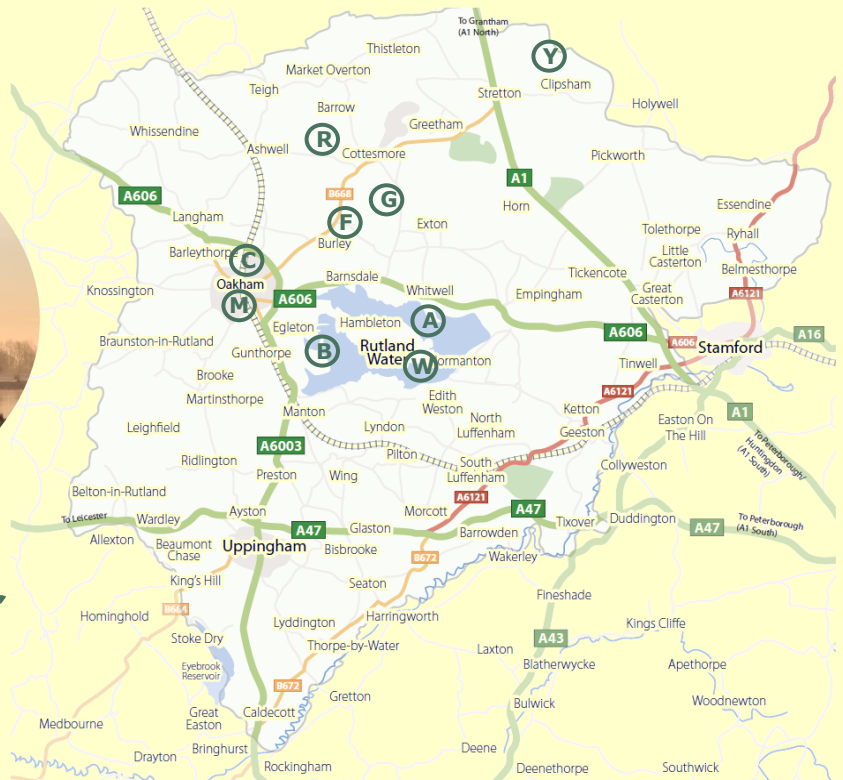 To Grantham
(A1 North)
Thistleton
Y
Market Overton
Clipsham
Teigh
Stretton
Holywell
Barrow
Greetham
Whissendine
R
Ashwell
Cottesmore
Pickworth
A1
A606
B668
G
Horn
Essendine
Langham
F
Exton
Tolethorpe
Ryhall
Burley
Little
Casterton
Barleythorpe
C
Belmesthorpe
Tickencote
Oakham
Barnsdale
Great
Casterton
Knossington
Whitwell
Empingham
A6121
M
A606
Egleton
Hambleton
A
A606
A606
A16
Braunston-in-Rutland
Gunthorpe
B
Rutland
Water
W
ormanton
Stamford
Tinwell
Brooke
A6121
Martinsthorpe
Edith
Weston
Manton
Ketton
A1
Leighfield
Lyndon
North
Luffenham
Geeston
Easton On
The Hill
To Peterborough/
Huntingdon
(A1 South)
A6003
Pilton
Ridlington
Preston
Wing
South
Luffenham
Collyweston
Belton-in-Rutland
A6121
To Leicester
Wardley
Ayston
Morcott
A47
Tixover
Duddington
A47
To Peterborough
(A1 South)
Allexton
Beaumont
Chase
Uppingham
A47
Glaston
Barrowden
Bisbrooke
B672
Wakerley
King's Hill
Seaton
Fineshade
B664
Hominghold
Lyddington
Harringworth
Kings Cliffe
Stoke Dry
Thorpe-by-Water
Laxton
A43
Blatherwycke
Apethorpe
Eyebrook
Reservoir
B672
Gretton
Woodnewton
Great
Easton
Caldecott
Bulwick
Medbourne
Bringhurst
Deene
Drayton
Rockingham
Deenethorpe
Southwick